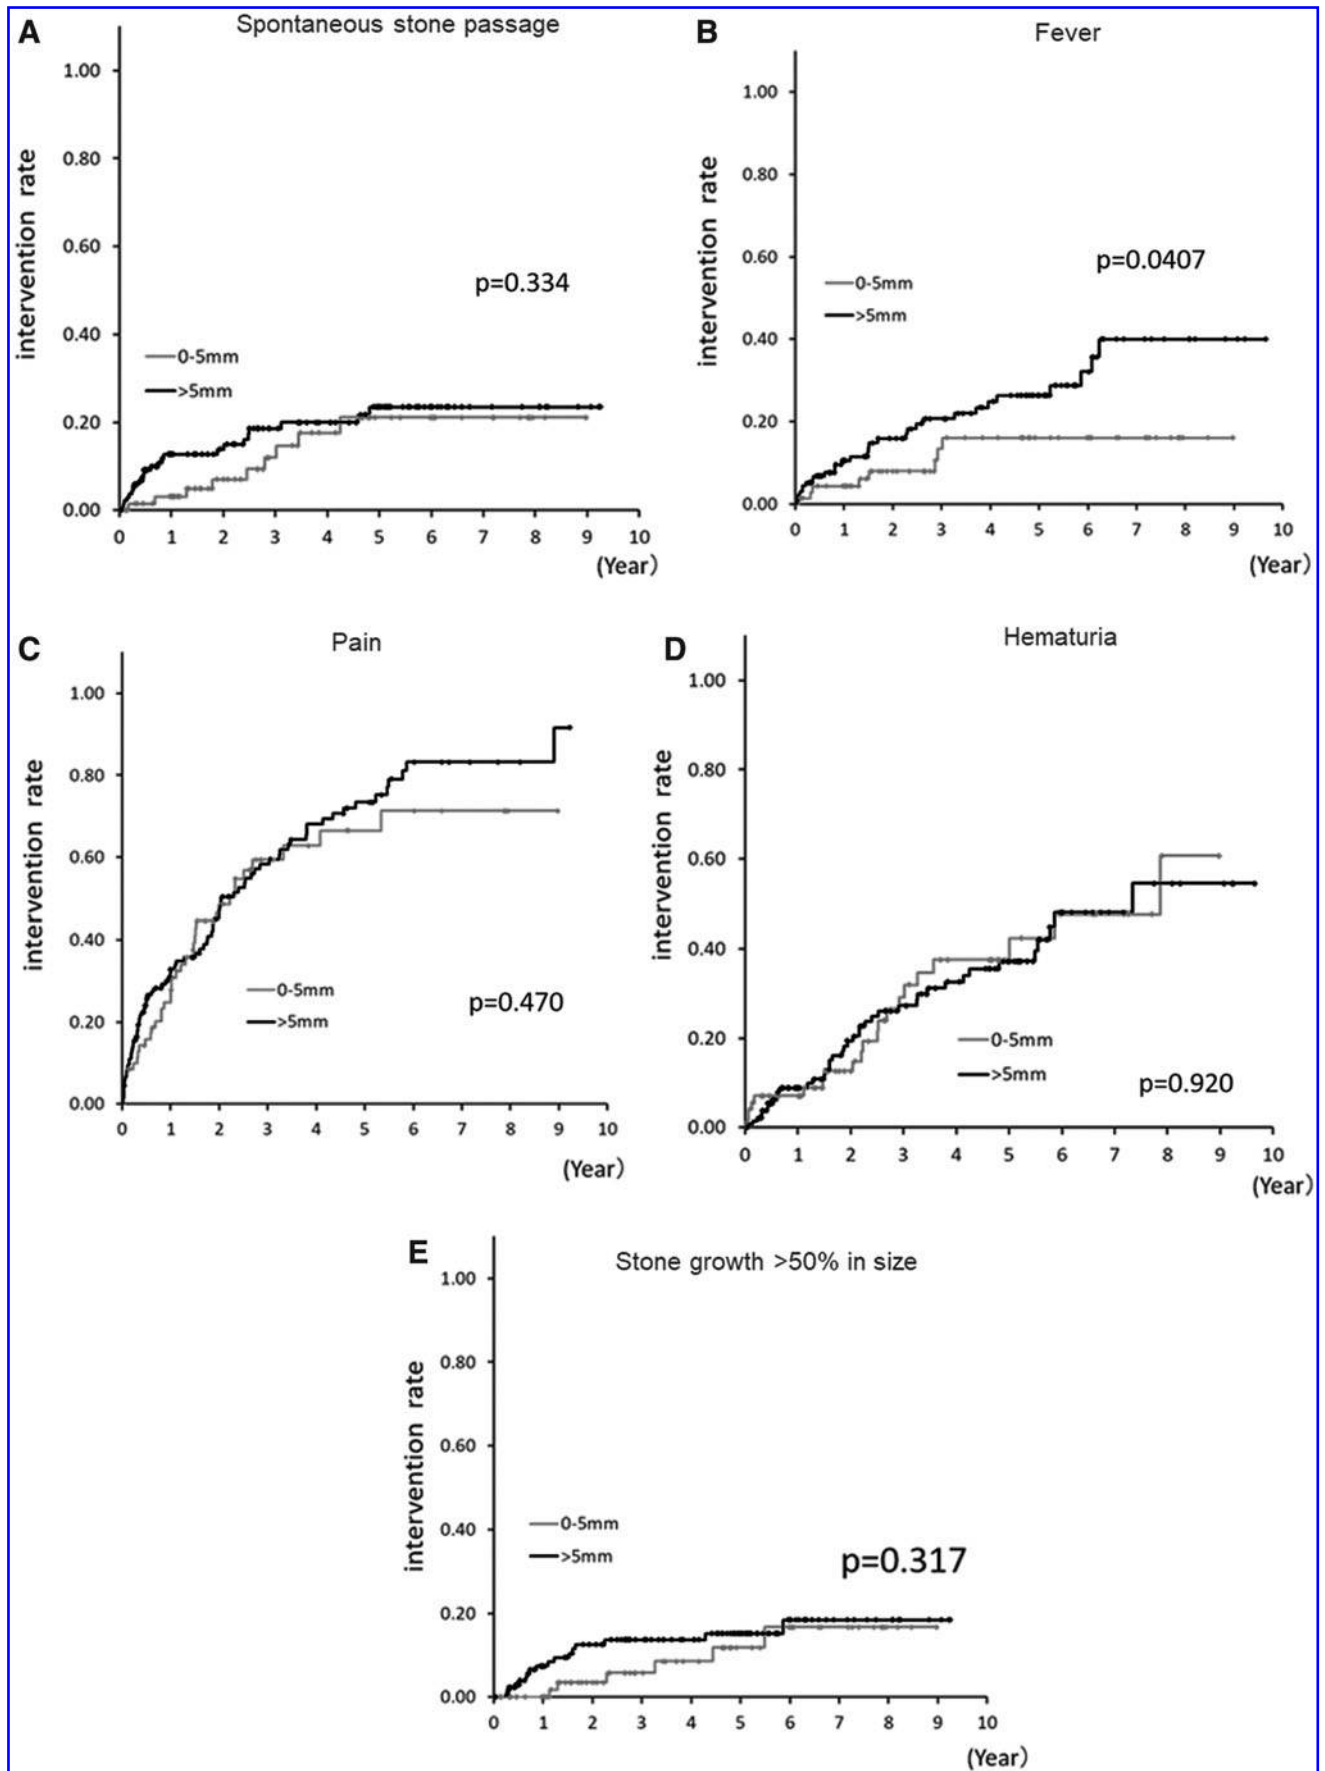 A
Spontaneous stone passage
intervention rate
1.00
0.80
0.60
0.40
0.20
0.00
p=0.334
0-5mm
>5mm
0 1 2 3 4 5 6 7 8 9 10
(Year)
B
Fever
intervention rate
1.00
0.80
0.60
0.40
0.20
0.00
p=0.0407
0-5mm
>5mm
0 1 2 3 4 5 6 7 8 9 10
(Year)
C
Pain
intervention rate
1.00
0.80
0.60
0.40
0.20
0.00
0-5mm
>5mm
p=0.470
0 1 2 3 4 5 6 7 8 9 10
(Year)
D
Hematuria
intervention rate
1.00
0.80
0.60
0.40
0.20
0.00
0-5mm
>5mm
p=0.920
0 1 2 3 4 5 6 7 8 9 10
(Year)
E
Stone growth >50% in size
intervention rate
1.00
0.80
0.60
0.40
0.20
0.00
0-5mm
>5mm
p=0.317
0 1 2 3 4 5 6 7 8 9 10
(Year)